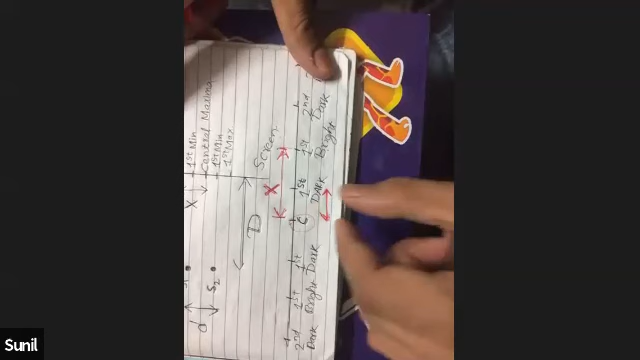 1st Min
Central Maxima
1st Min
1st Max
X
S2
d
D
Screen
X
2nd Dark
1st Bright
1st Dark
C
1st Dark
1st Bright
2nd Dark
Sunil